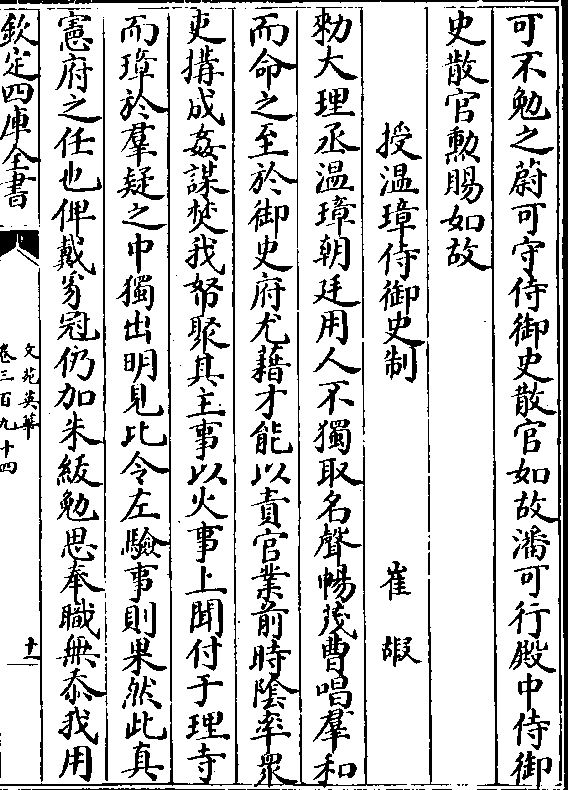 可不勉之蔚可守侍御史散官如故潘可行殿中侍御
史散官勲賜如故
授溫璋侍御史制 崔嘏
勑大理丞溫璋朝廷用人不獨取名聲暢茂曹唱羣和
而命之至於御史府尤藉才能以責官業前時陰率衆
吏搆成姦謀焚我帑聚其主事以火事上聞付于理寺
而璋於羣疑之中獨出明見比令左驗事則果然此真
憲府之任也俾戴豸冠仍加朱紱勉思奉職無忝我用
欽定四庫全書
文苑英華
卷三百九十四
十一